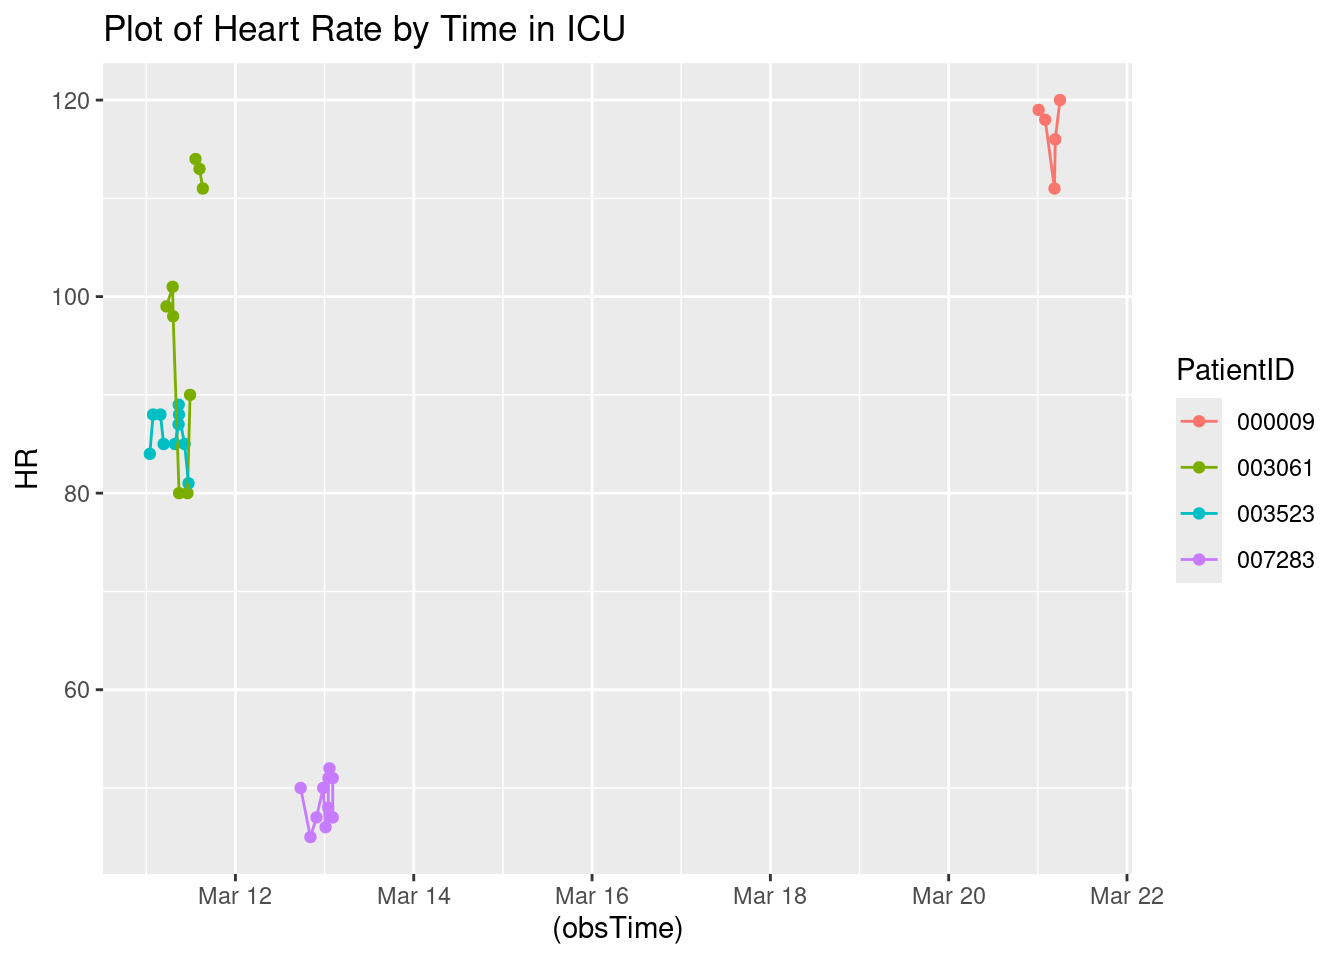 Plot of Heart Rate by Time in ICU
120
100
80
60
HR
Mar 12
Mar 14
Mar 16
Mar 18
Mar 20
Mar 22
(obsTime)
PatientID
000009
003061
003523
007283